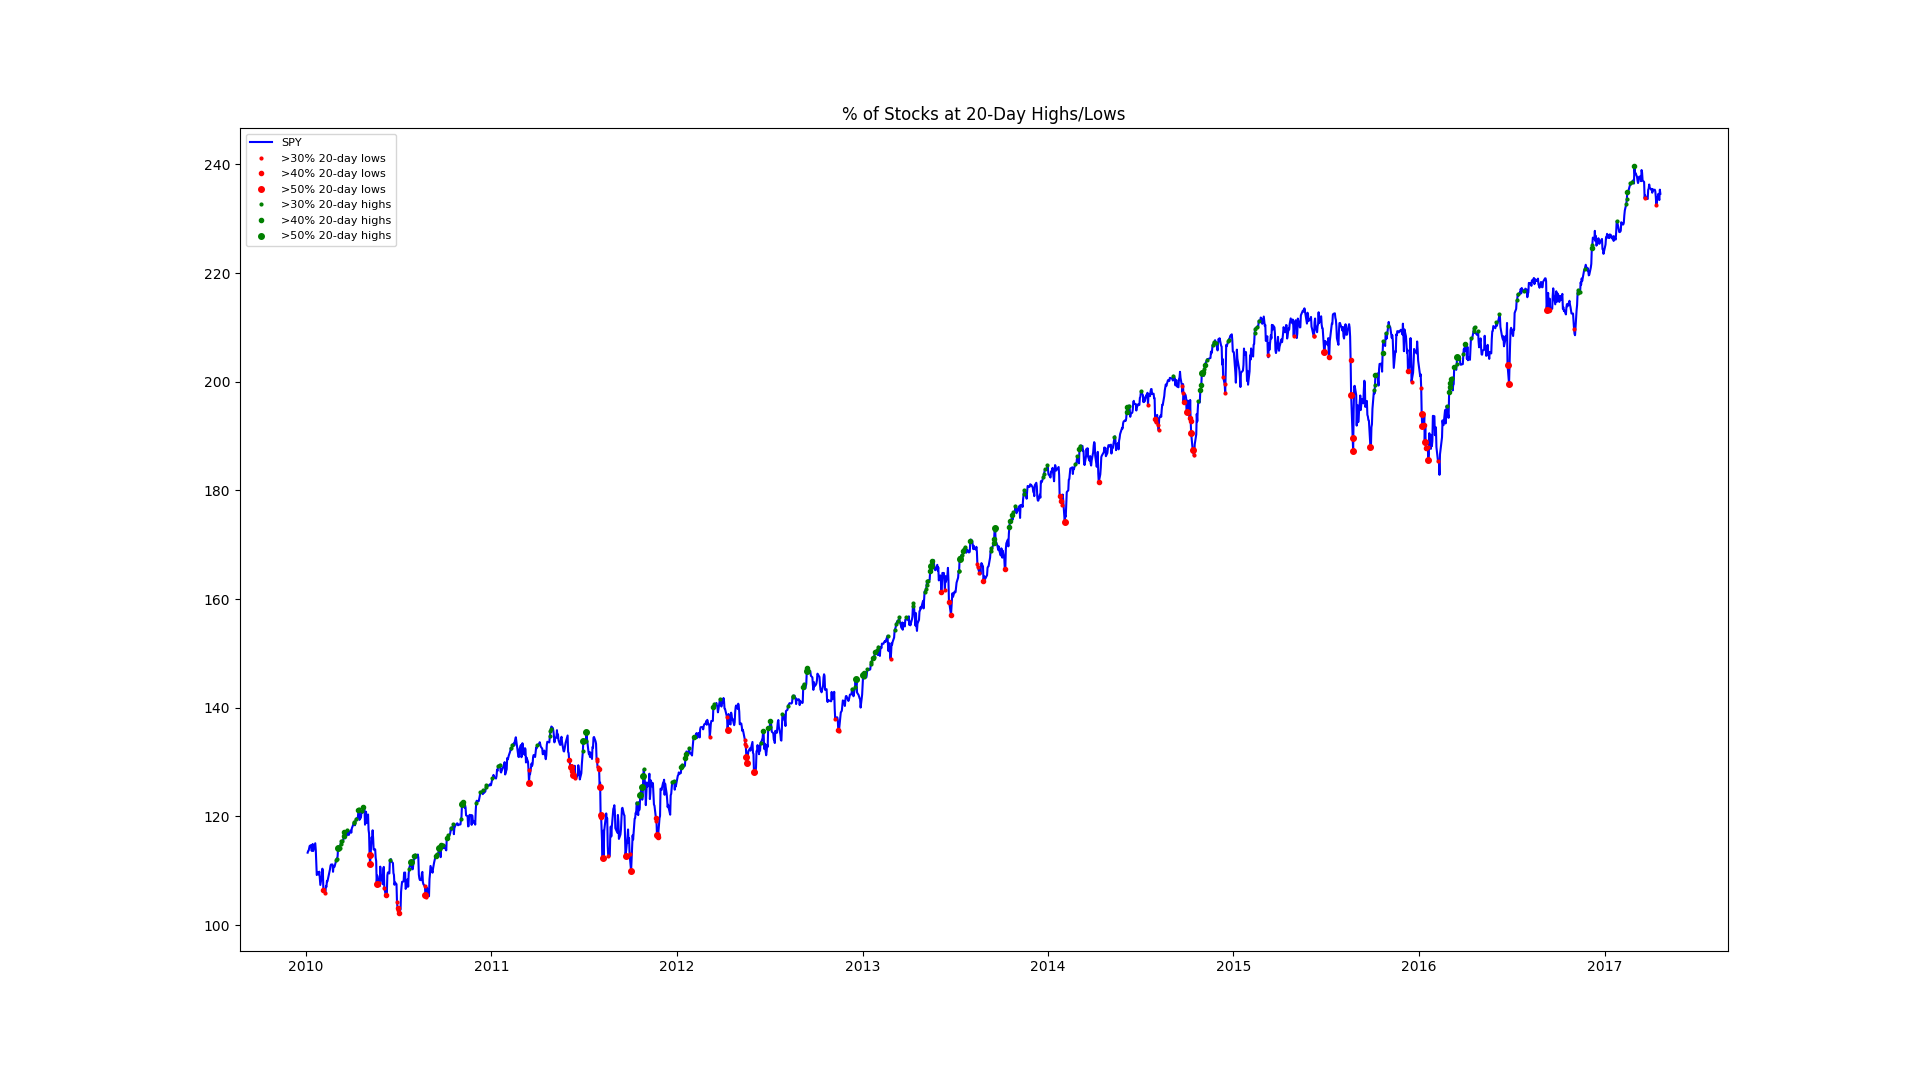 % of Stocks at 20-Day Highs/Lows
SPY
>30% 20-day lows
>40% 20-day lows
>50% 20-day lows
>30% 20-day highs
>40% 20-day highs
>50% 20-day highs
240
220
200
180
160
140
120
100
2010 2011 2012 2013 2014 2015 2016 2017